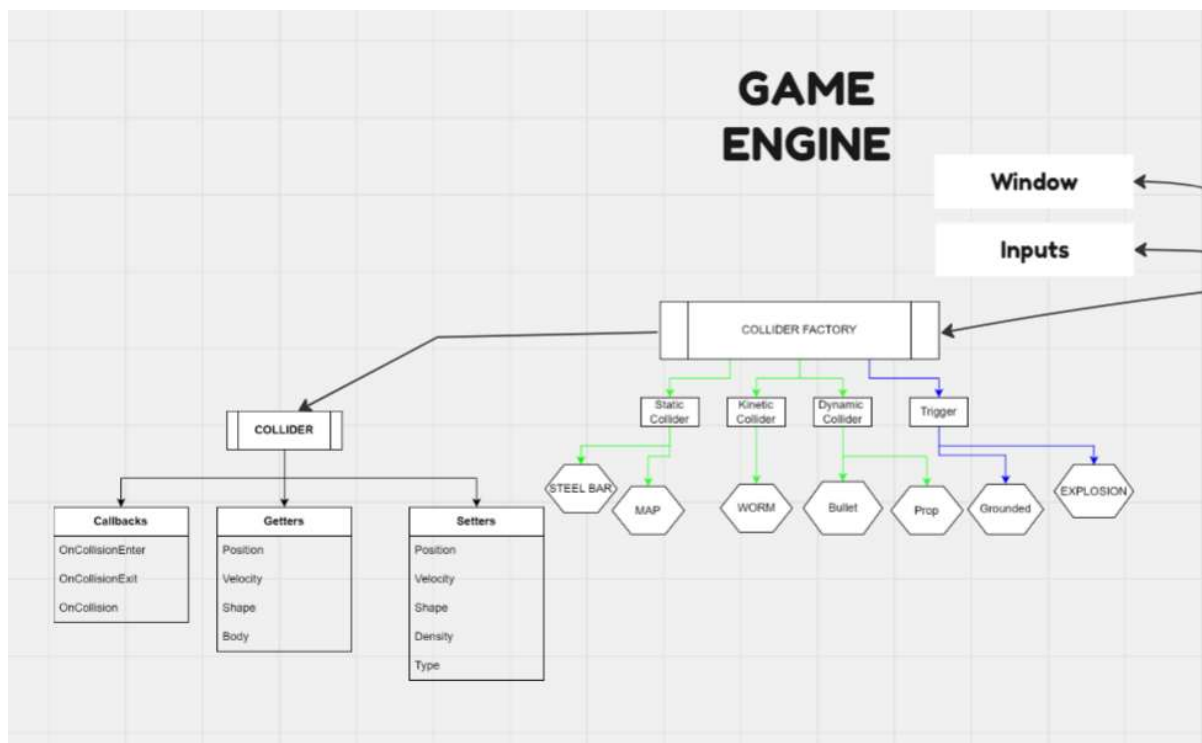 GAME
ENGINE
Window
Inputs
COLLIDER FACTORY
Static
Collider
Kinetic
Collider
Dynamic
Collider
Trigger
COLLIDER
STEEL BAR
MAP
WORM
Bullet
Prop
Grounded
EXPLOSION
Callbacks
OnCollisionEnter
OnCollisionExit
OnCollision
Getters
Position
Velocity
Shape
Body
Setters
Position
Velocity
Shape
Density
Type